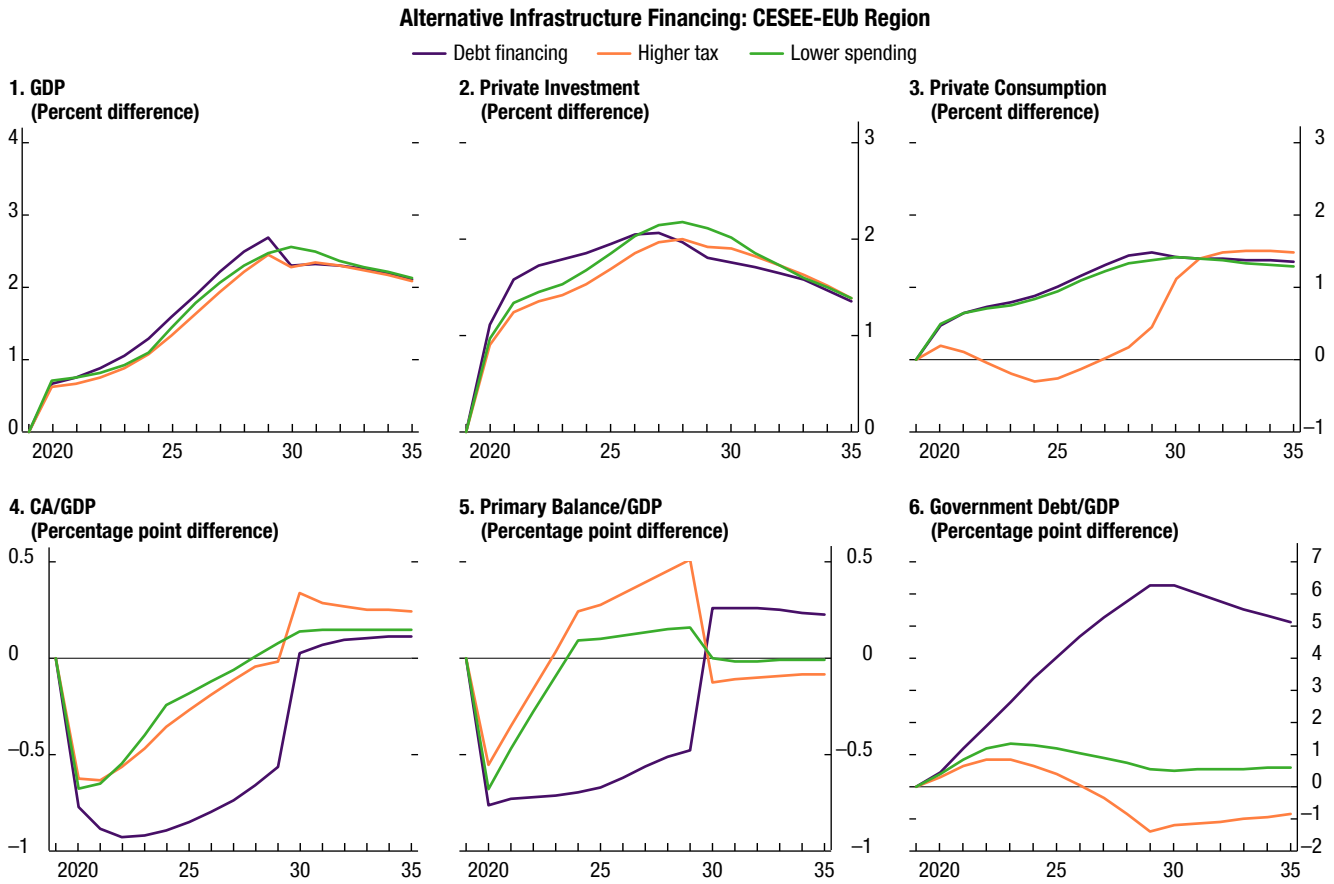 Alternative Infrastructure Financing: CESEE-EUb Region
Debt financing Higher tax Lower spending
1. GDP
(Percent difference)
4
3
2
1
0
2020 25 30 35
2. Private Investment
(Percent difference)
3
2
1
0
2020 25 30 35
3. Private Consumption
(Percent difference)
3
2
1
0
–1
2020 25 30 35
4. CA/GDP
(Percentage point difference)
0.5
0
–0.5
–1
2020 25 30 35
5. Primary Balance/GDP
(Percentage point difference)
0.5
0
–0.5
–1
2020 25 30 35
6. Government Debt/GDP
(Percentage point difference)
7
6
5
4
3
2
1
0
–1
–2
2020 25 30 35